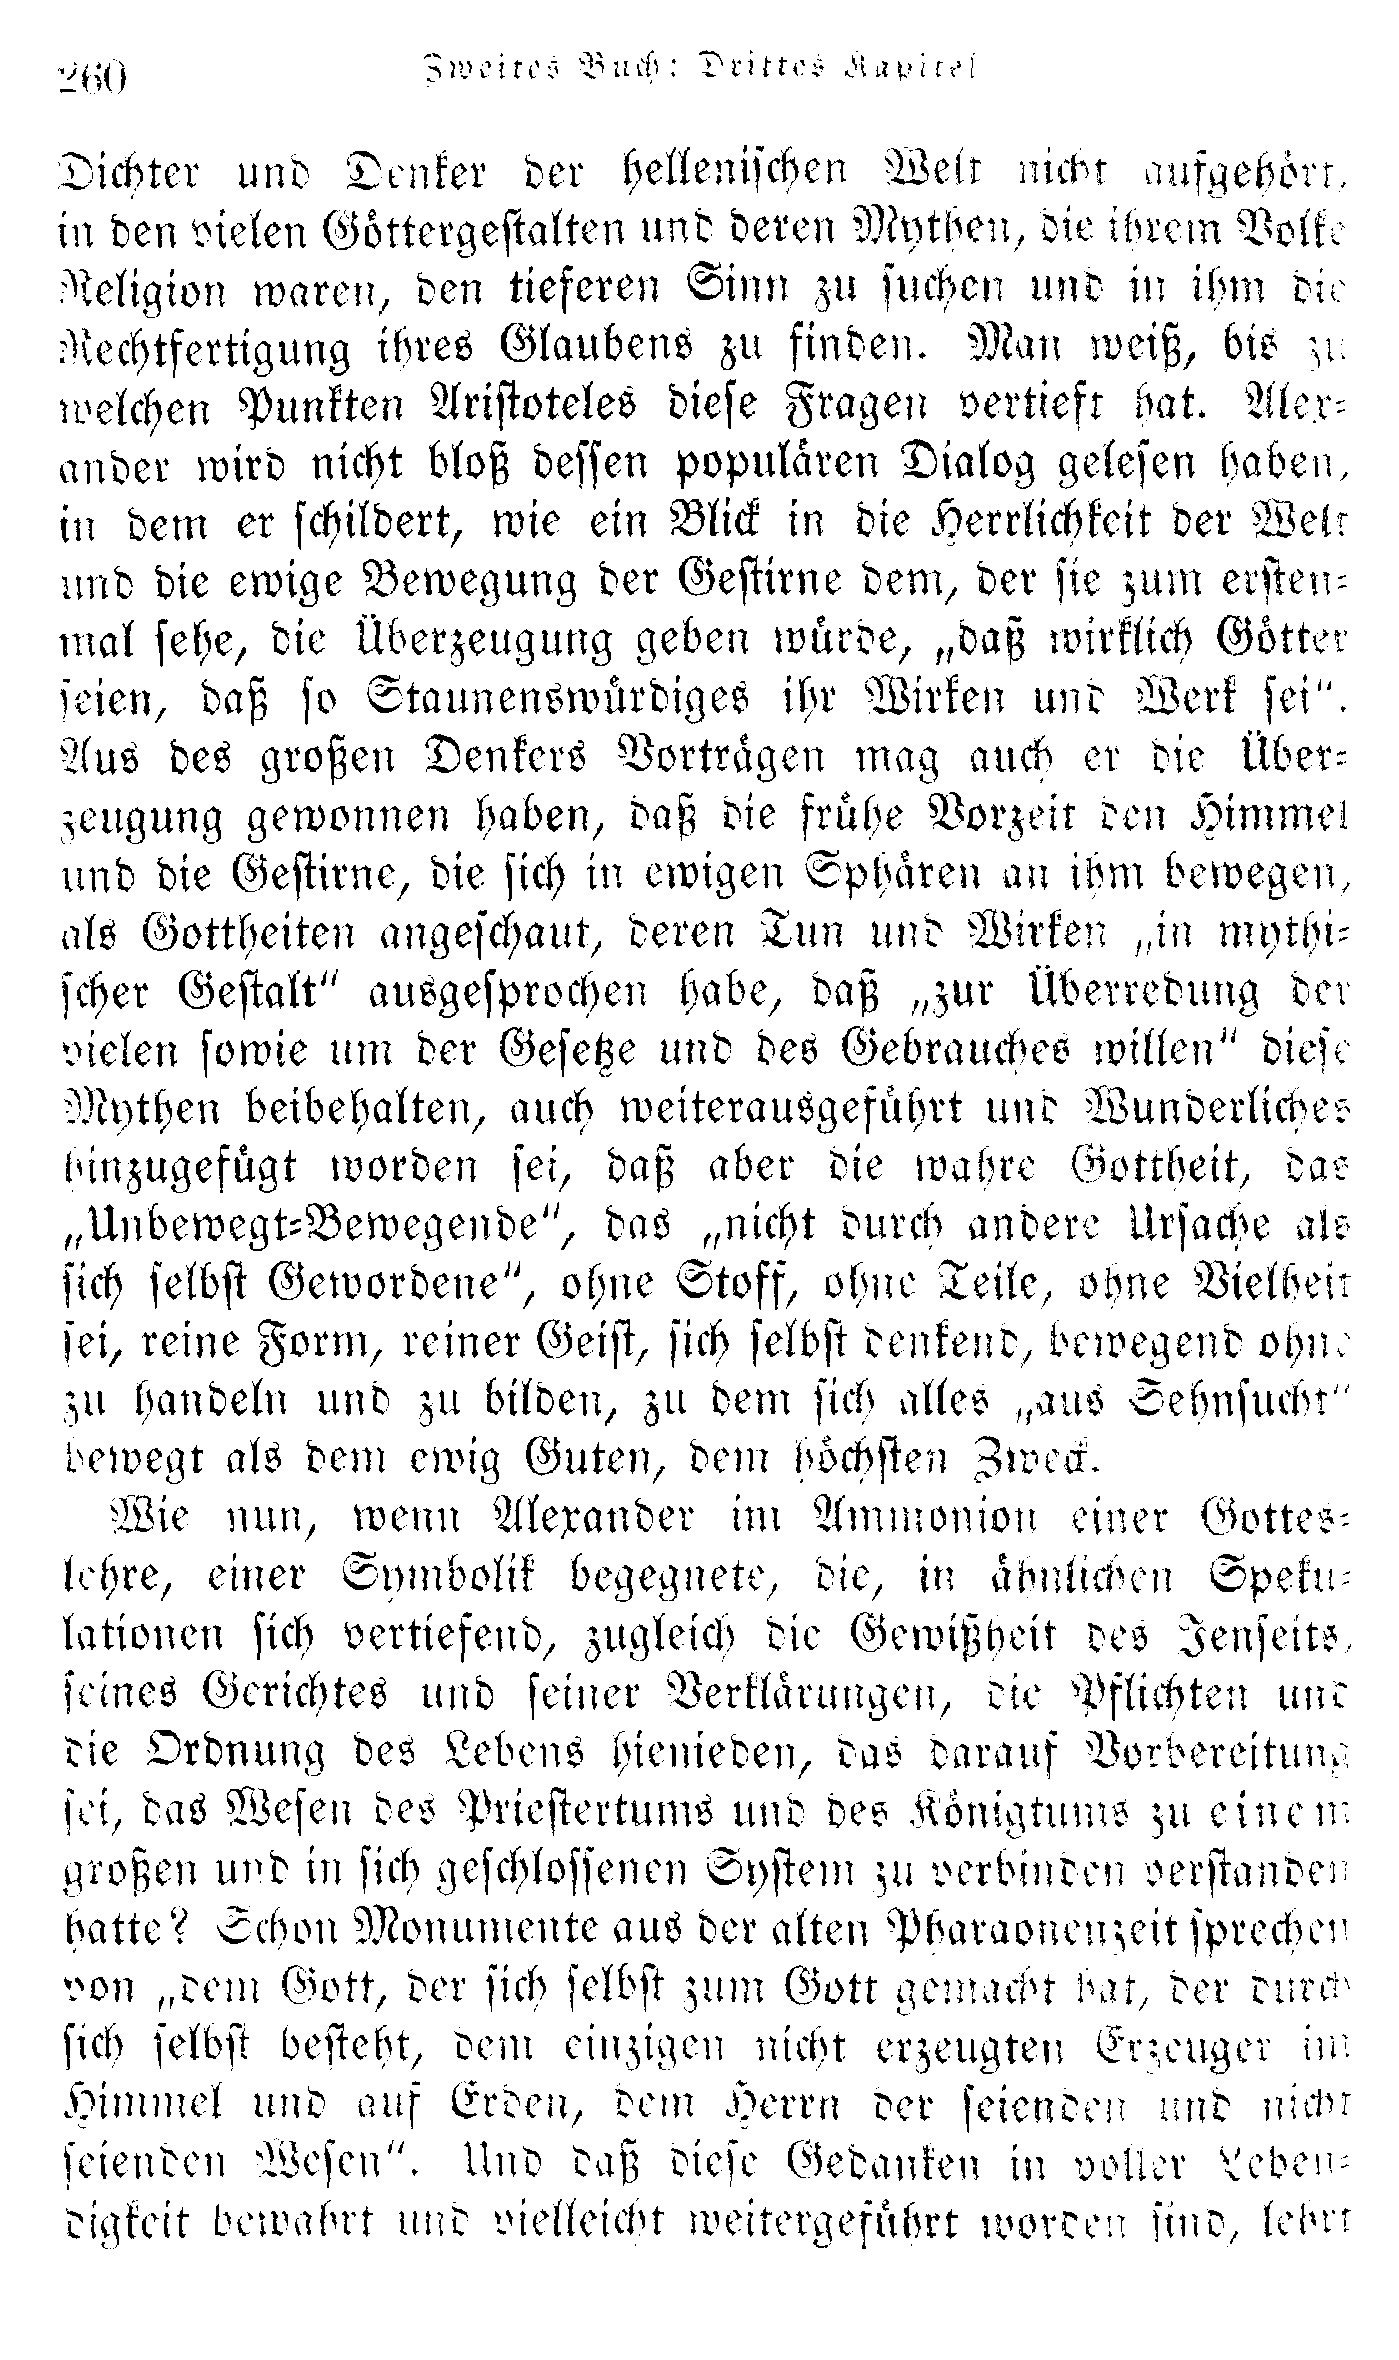 260
Zweites Buch: Drittes Kapitel
Dichter und Denker der hellenischen Welt nicht aufgehört,
in den vielen Göttergestalten und deren Mythen, die ihrem Volke
Religion waren, den tieferen Sinn zu suchen und in ihm die
Rechtfertigung ihres Glaubens zu finden. Man weiß, bis zu
welchen Punkten Aristoteles diese Fragen vertieft hat. Alex-
ander wird nicht bloß dessen populären Dialog gelesen haben,
in dem er schildert, wie ein Blick in die Herrlichkeit der Welt
und die ewige Bewegung der Gestirne dem, der sie zum ersten-
mal sehe, die Überzeugung geben würde, „daß wirklich Götter
seien, daß so Staunenswürdiges ihr Wirken und Werk sei“.
Aus des großen Denkers Vorträgen mag auch er die Über-
zeugung gewonnen haben, daß die frühe Vorzeit den Himmel
und die Gestirne, die sich in ewigen Sphären an ihm bewegen,
als Gottheiten angeschaut, deren Tun und Wirken „in mythi-
scher Gestalt“ ausgesprochen habe, daß „zur Überredung der
vielen sowie um der Gesetze und des Gebrauches willen“ diese
Mythen beibehalten, auch weiterausgeführt und Wunderliches
hinzugefügt worden sei, daß aber die wahre Gottheit, das
„Unbewegt-Bewegende“, das „nicht durch andere Ursache als
sich selbst Gewordene“, ohne Stoff, ohne Teile, ohne Vielheit
sei, reine Form, reiner Geist, sich selbst denkend, bewegend ohne
zu handeln und zu bilden, zu dem sich alles „aus Sehnsucht“
bewegt als dem ewig Guten, dem höchsten Zweck.
Wie nun, wenn Alexander im Ammonion einer Gottes-
lehre, einer Symbolik begegnete, die, in ähnlichen Speku-
lationen sich vertiefend, zugleich die Gewißheit des Jenseits,
seines Gerichtes und seiner Verklärungen, die Pflichten und
die Ordnung des Lebens hienieden, das darauf Vorbereitung
sei, das Wesen des Priestertums und des Königtums zu einem
großen und in sich geschlossenen System zu verbinden verstanden
hatte? Schon Monumente aus der alten Pharaonenzeit sprechen
von „dem Gott, der sich selbst zum Gott gemacht hat, der durch
sich selbst besteht, dem einzigen nicht erzeugten Erzeuger im
Himmel und auf Erden, dem Herrn der seienden und nicht
seienden Wesen“. Und daß diese Gedanken in voller Leben-
digkeit bewahrt und vielleicht weitergeführt worden sind, lehrt